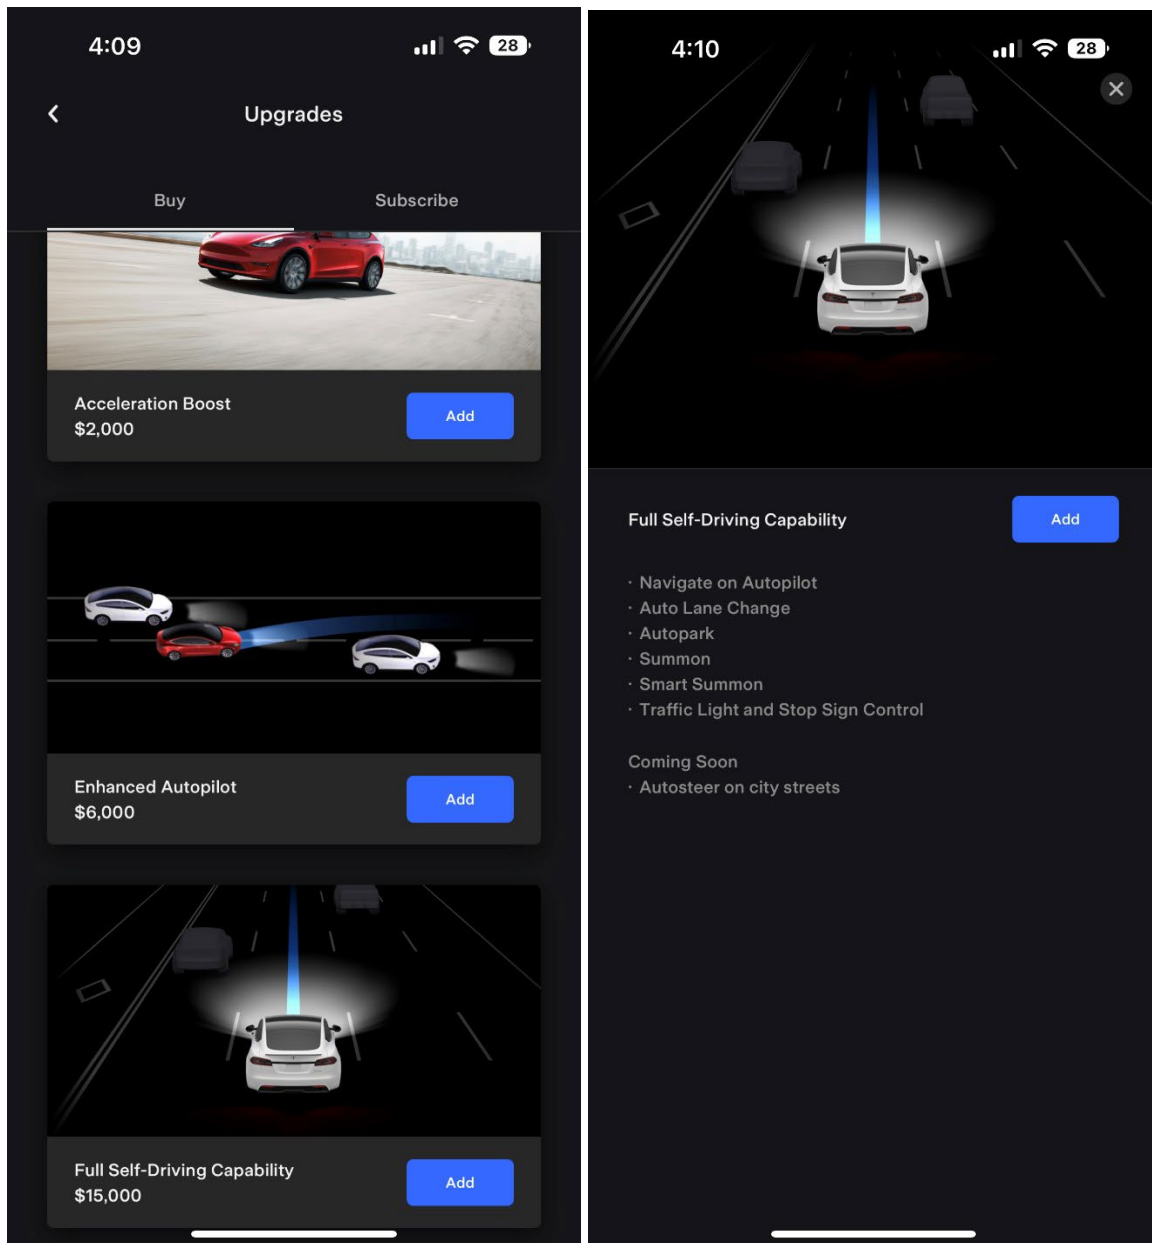 4:09
28
Upgrades
Buy
Subscribe
Acceleration Boost
$2,000
Add
Enhanced Autopilot
$6,000
Add
Full Self-Driving Capability
$15,000
Add
4:10
28
Full Self-Driving Capability
Add
· Navigate on Autopilot
· Auto Lane Change
· Autopark
· Summon
· Smart Summon
· Traffic Light and Stop Sign Control
Coming Soon
· Autosteer on city streets